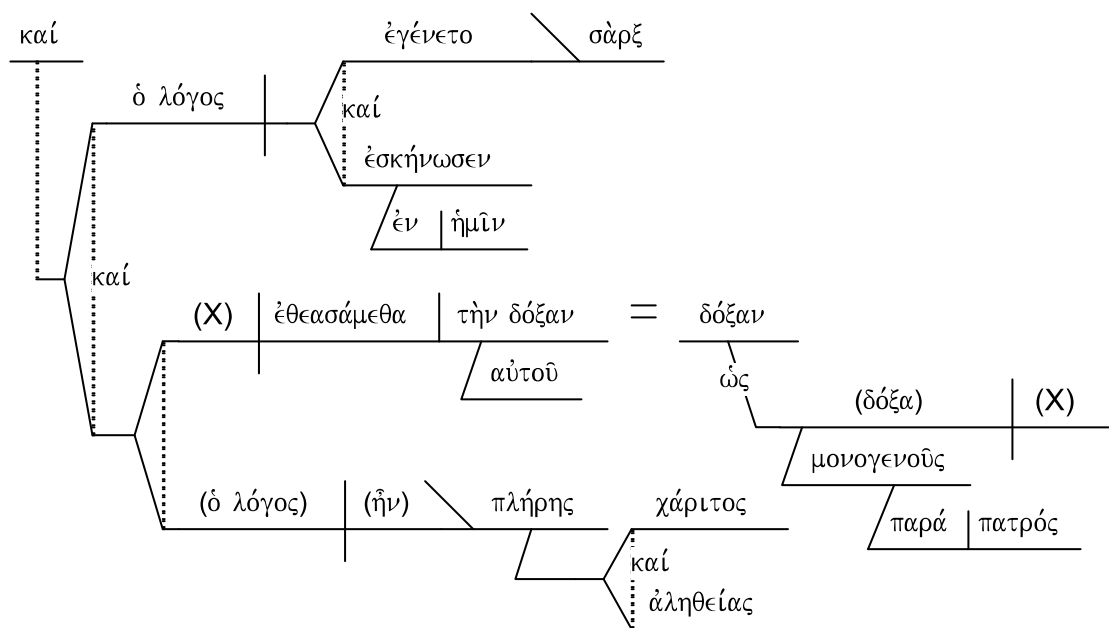 καί
ἐγένετο σὰρξ
ὁ λόγος
καί
ἐσκήνωσεν
ἐν ἡμῖν
καί
(X) ἐθεασάμεθα τὴν δόξαν = δόξαν
αὐτοῦ
ὡς
(δόξα) (X)
μονογενοῦς
παρά πατρός
(ὁ λόγος) (ἦν) πλήρης χάριτος
καί
ἀληθείας